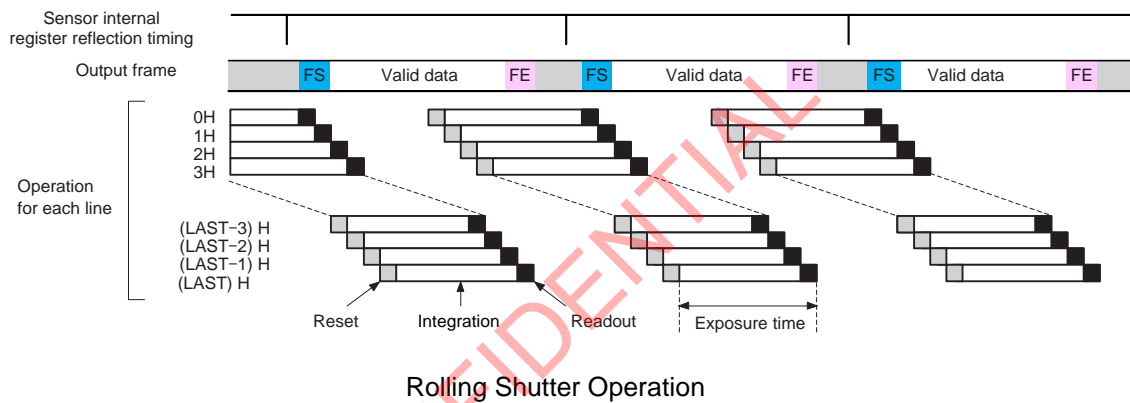 Sensor internal
register reflection timing
Output frame
FS Valid data FE FS Valid data FE FS Valid data FE
0H
1H
2H
3H
Operation
for each line
(LAST−3) H
(LAST−2) H
(LAST−1) H
(LAST) H
Reset Integration Readout Exposure time
FIDENTIAL
Rolling Shutter Operation